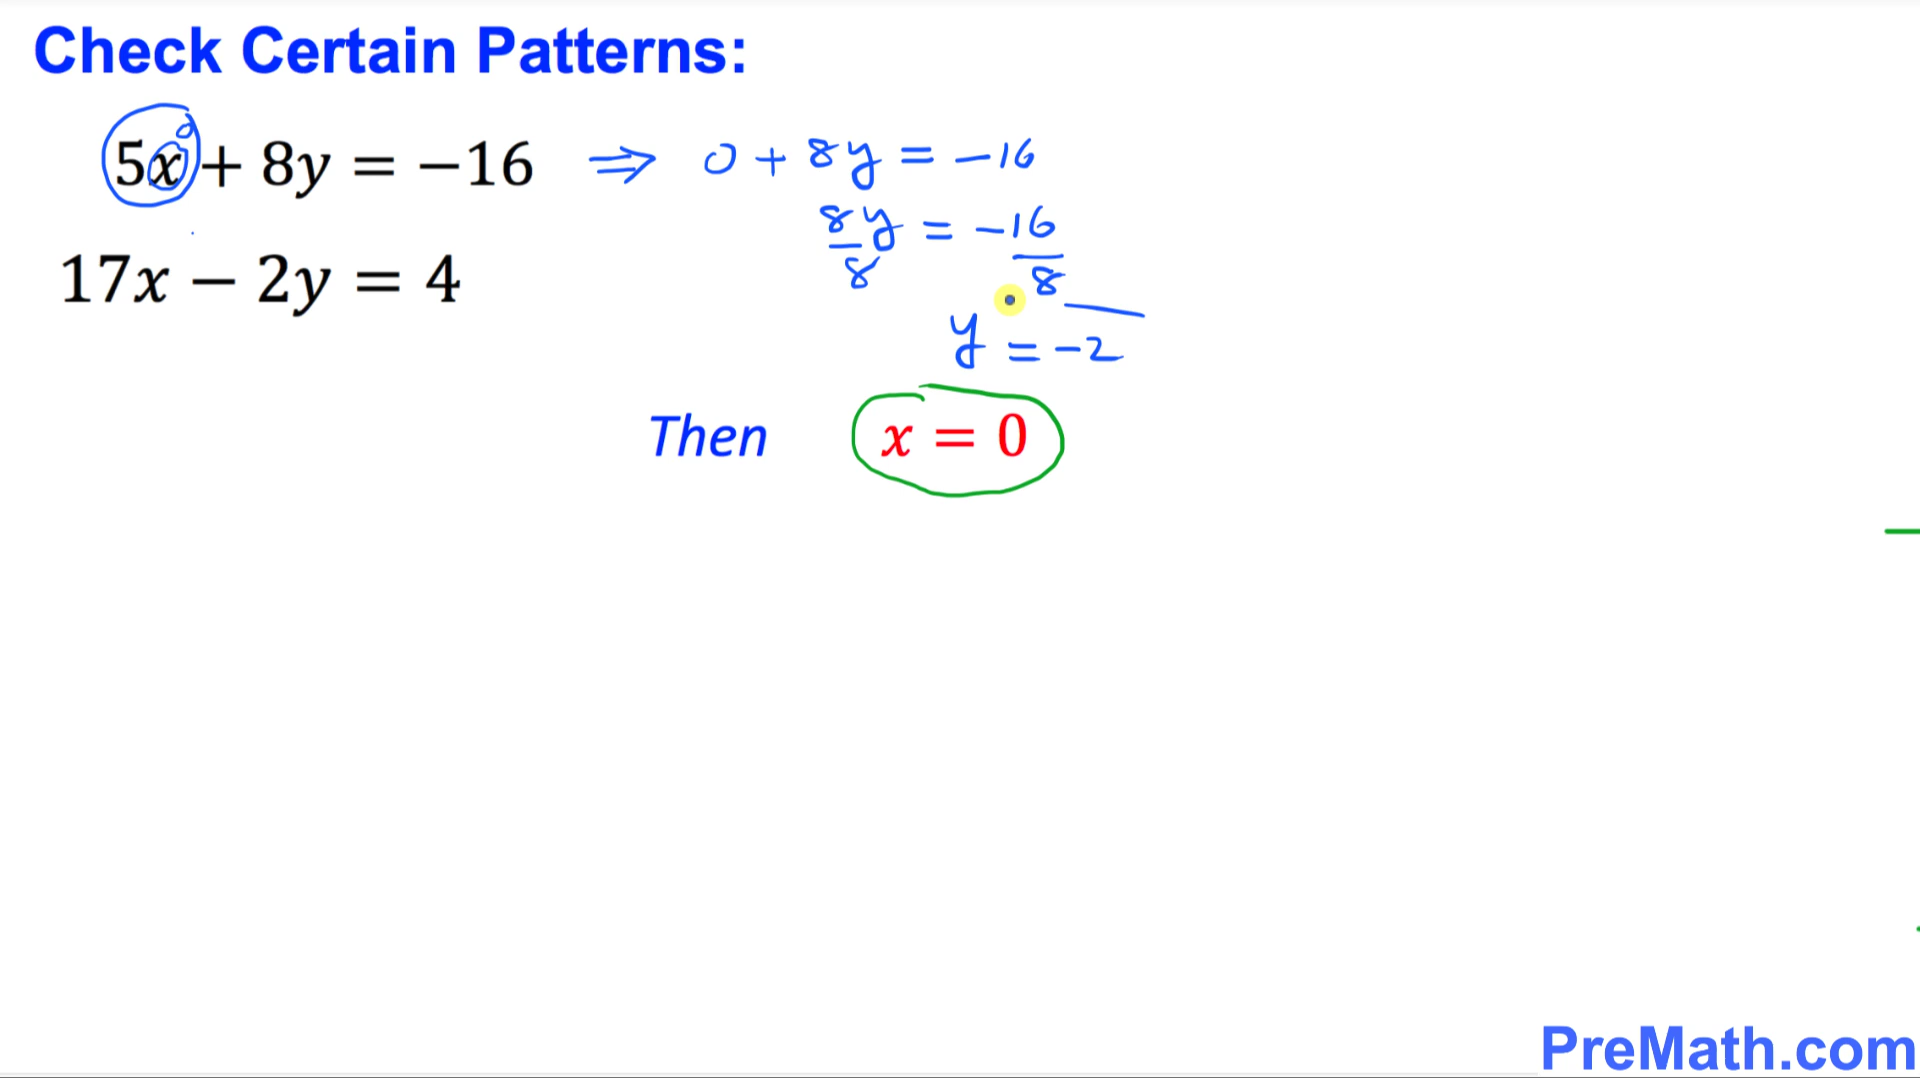 Check Certain Patterns:
5x⁰ + 8y = −16 ⇒ 0 + 8y = −16
8y/8 = −16/8
17x − 2y = 4
y = −2
Then x = 0
PreMath.com